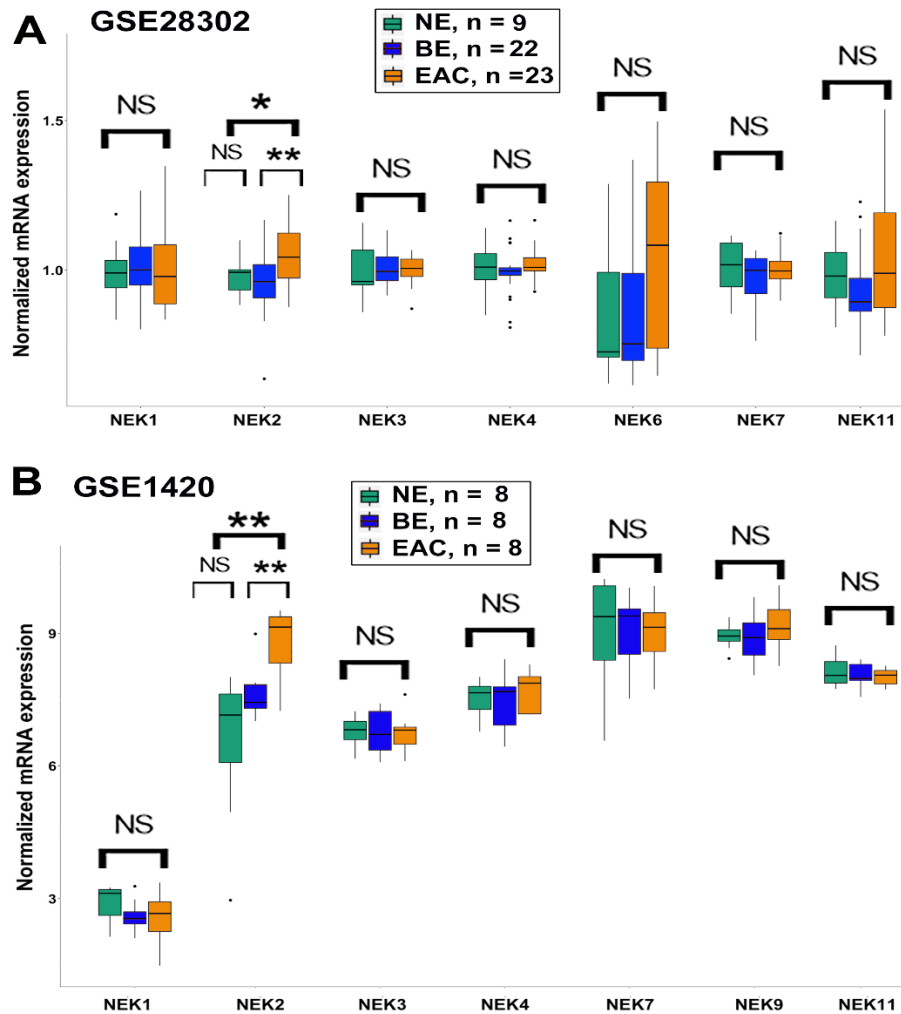 A GSE28302
NE, n = 9
BE, n = 22
EAC, n =23
Normalized mRNA expression
1.5
1.0
NS
NS
*
**
NS
NS
NS
NS
NS
NEK1 NEK2 NEK3 NEK4 NEK6 NEK7 NEK11
B GSE1420
NE, n = 8
BE, n = 8
EAC, n = 8
Normalized mRNA expression
9
6
3
NS
**
NS
**
NS
NS
NS
NS
NS
NEK1 NEK2 NEK3 NEK4 NEK7 NEK9 NEK11